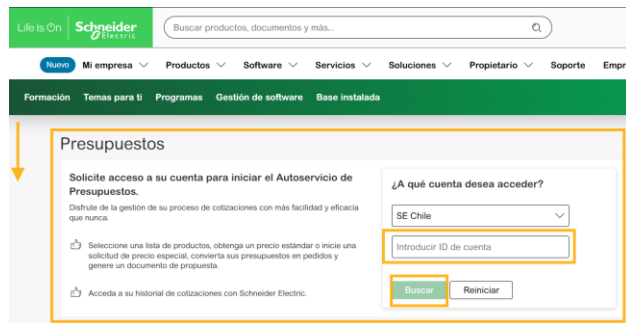 Life Is On Schneider Electric
Buscar productos, documentos y más...
Nuevo Mi empresa Productos Software Servicios Soluciones Propietario Soporte Empr
Formación Temas para ti Programas Gestión de software Base instalada
Presupuestos
Solicite acceso a su cuenta para iniciar el Autoservicio de
Presupuestos.
Disfrute de la gestión de su proceso de cotizaciones con más facilidad y eficacia
que nunca.
Seleccione una lista de productos, obtenga un precio estándar o inicie una
solicitud de precio especial, convierta sus presupuestos en pedidos y
genere un documento de propuesta.
Acceda a su historial de cotizaciones con Schneider Electric.
¿A qué cuenta desea acceder?
SE Chile
Introducir ID de cuenta
Buscar Reiniciar